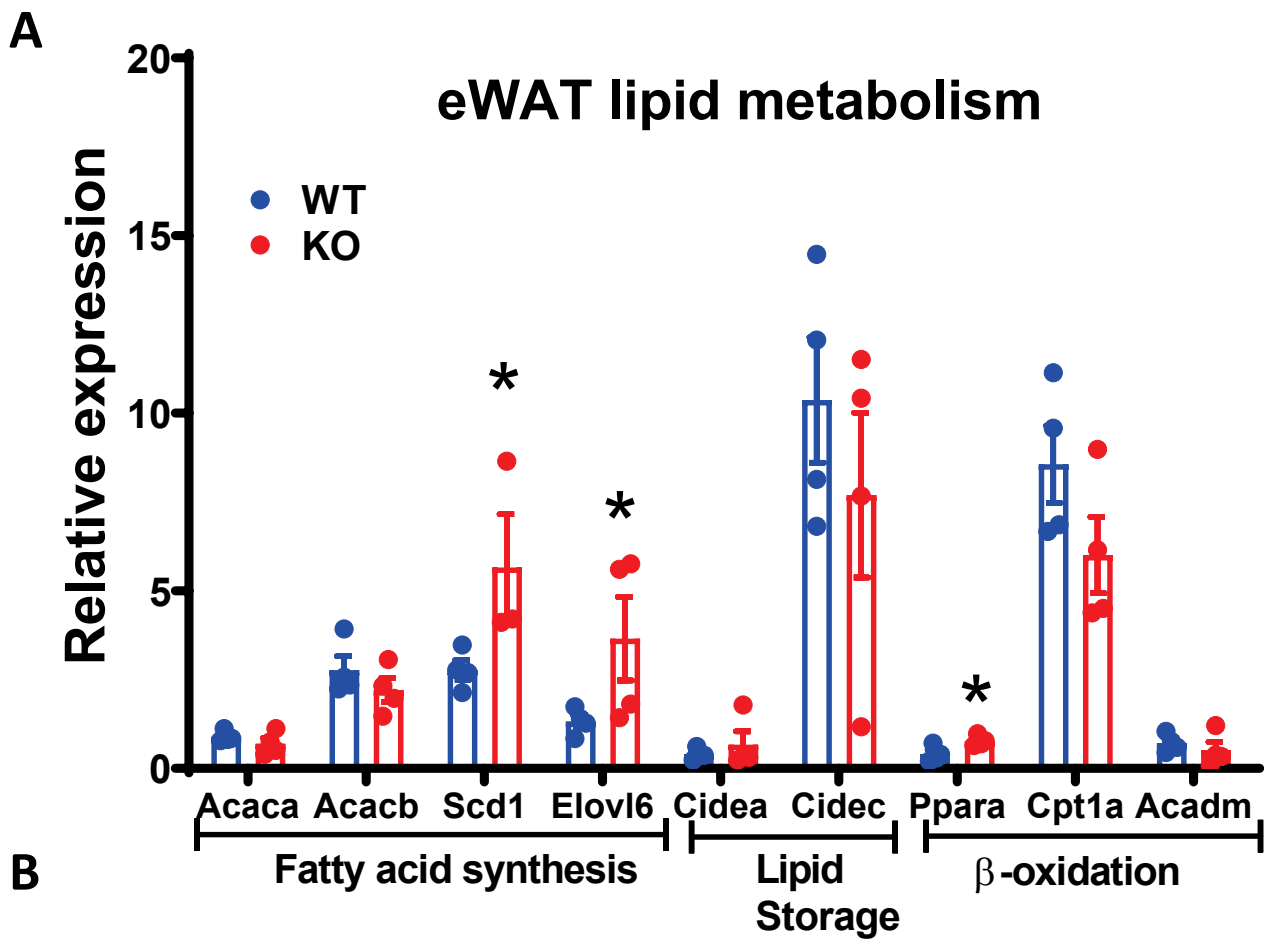 A
eWAT lipid metabolism
Relative expression
20
15
10
5
0
WT
KO
*
*
*
Acaca Acacb Scd1 Elovl6 Cidea Cidec Ppara Cpt1a Acadm
Fatty acid synthesis
Lipid
Storage
β-oxidation
B